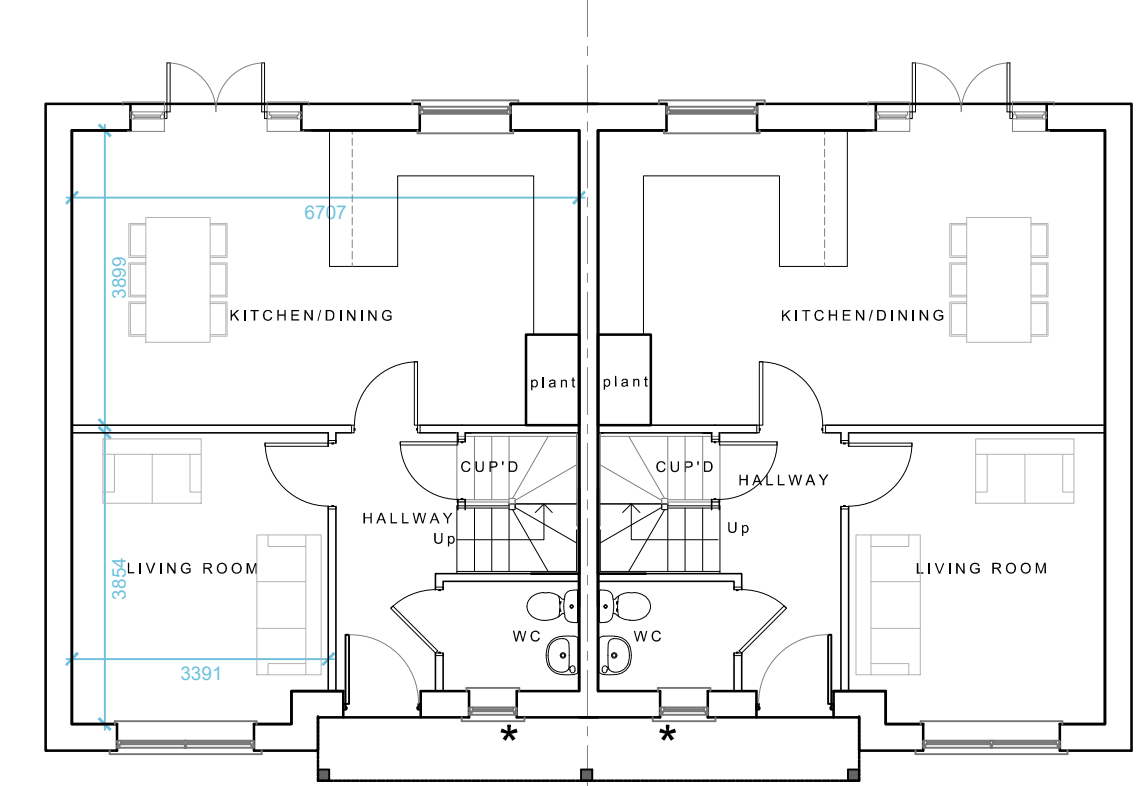 6707
3899
KITCHEN/DINING
KITCHEN/DINING
plant
plant
CUP'D
CUP'D
HALLWAY
HALLWAY
Up
Up
3854
LIVING ROOM
LIVING ROOM
WC
WC
3391
*
*